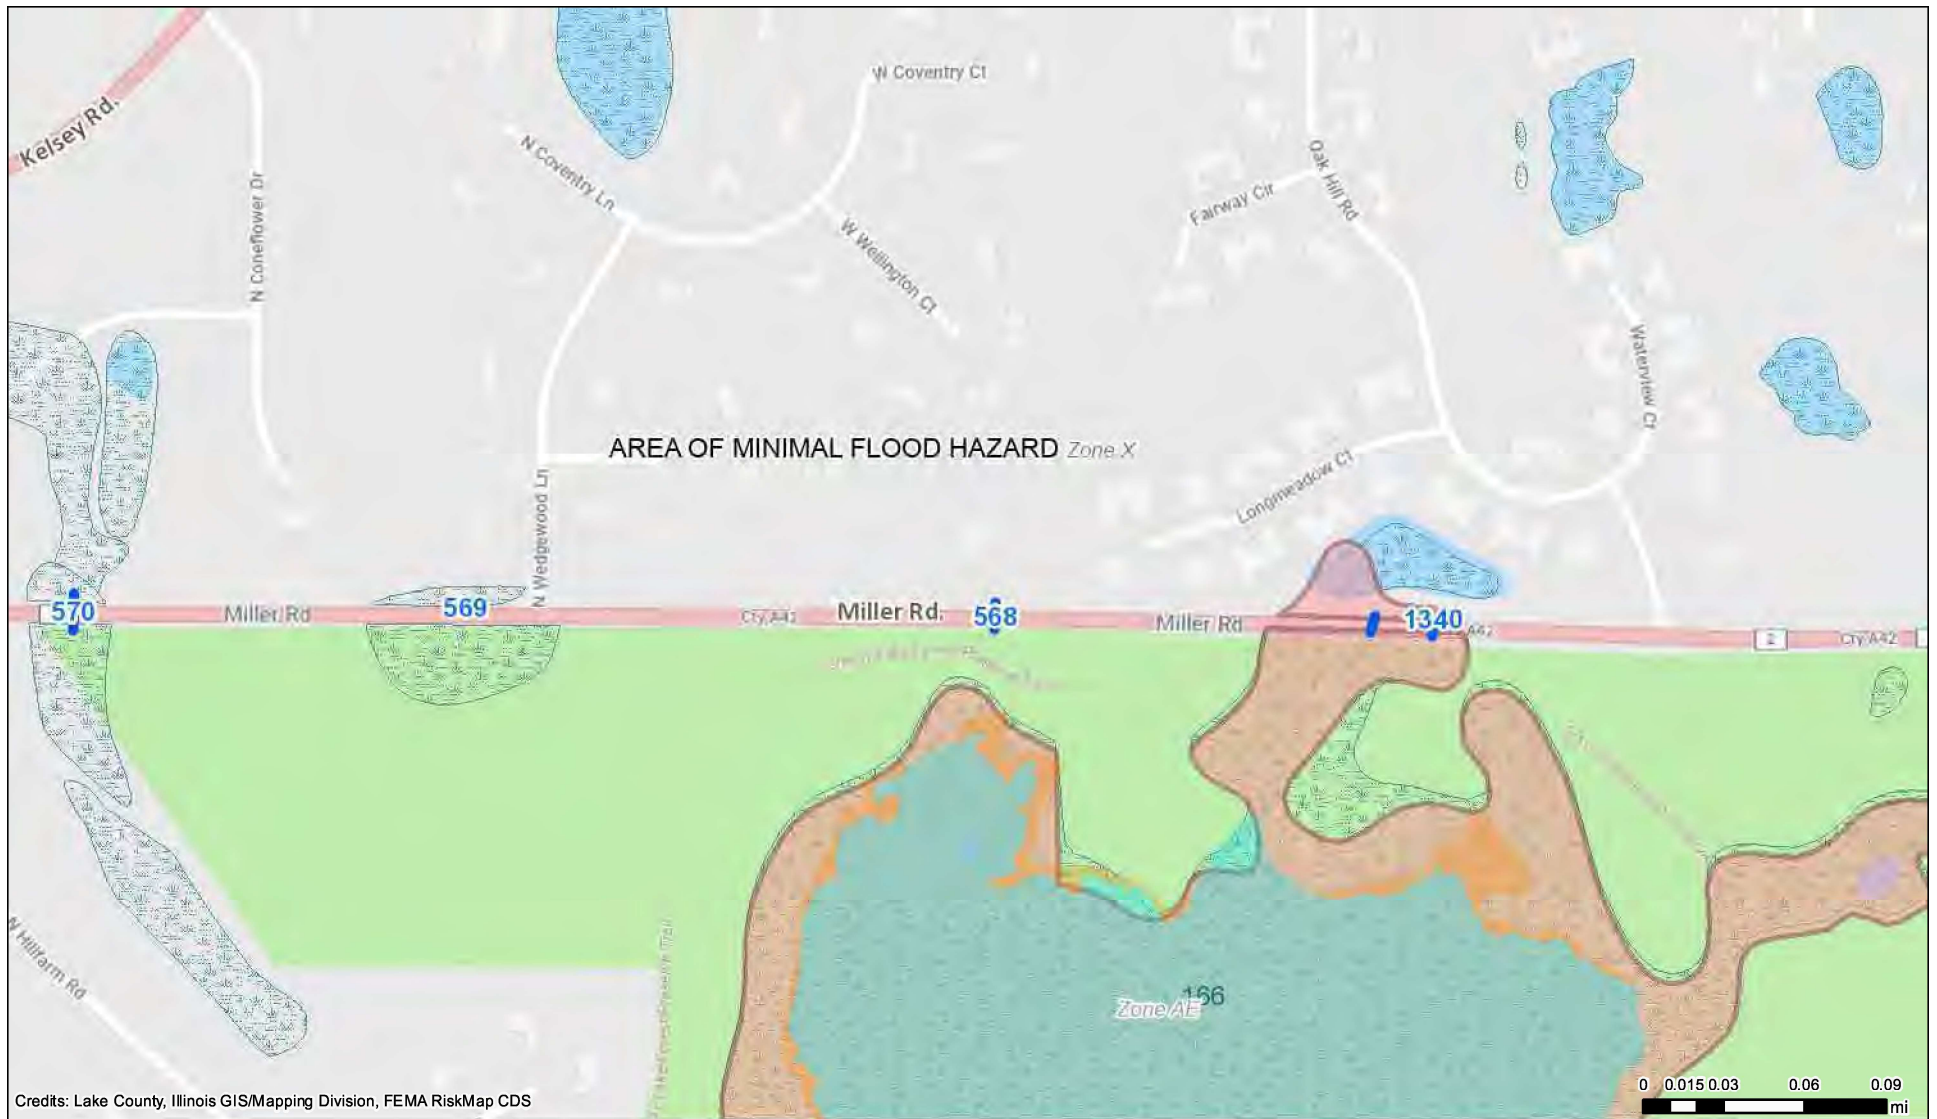 W Coventry Ct
Kelsey Rd.
N Coventry Ln
Oak Hill Rd
N Coneflower Dr
Fairway Cir
W Wellington Ct
Waterview Ct
AREA OF MINIMAL FLOOD HAZARD Zone X
N Wedgewood Ln
Longmeadow Ct
570
Miller Rd
569
Cty A42
Miller Rd.
568
Miller Rd
1340
A42
2
Cty A42
N Hillfarm Rd
166
Zone AE
0 0.015 0.03 0.06 0.09
mi
Credits: Lake County, Illinois GIS/Mapping Division, FEMA RiskMap CDS